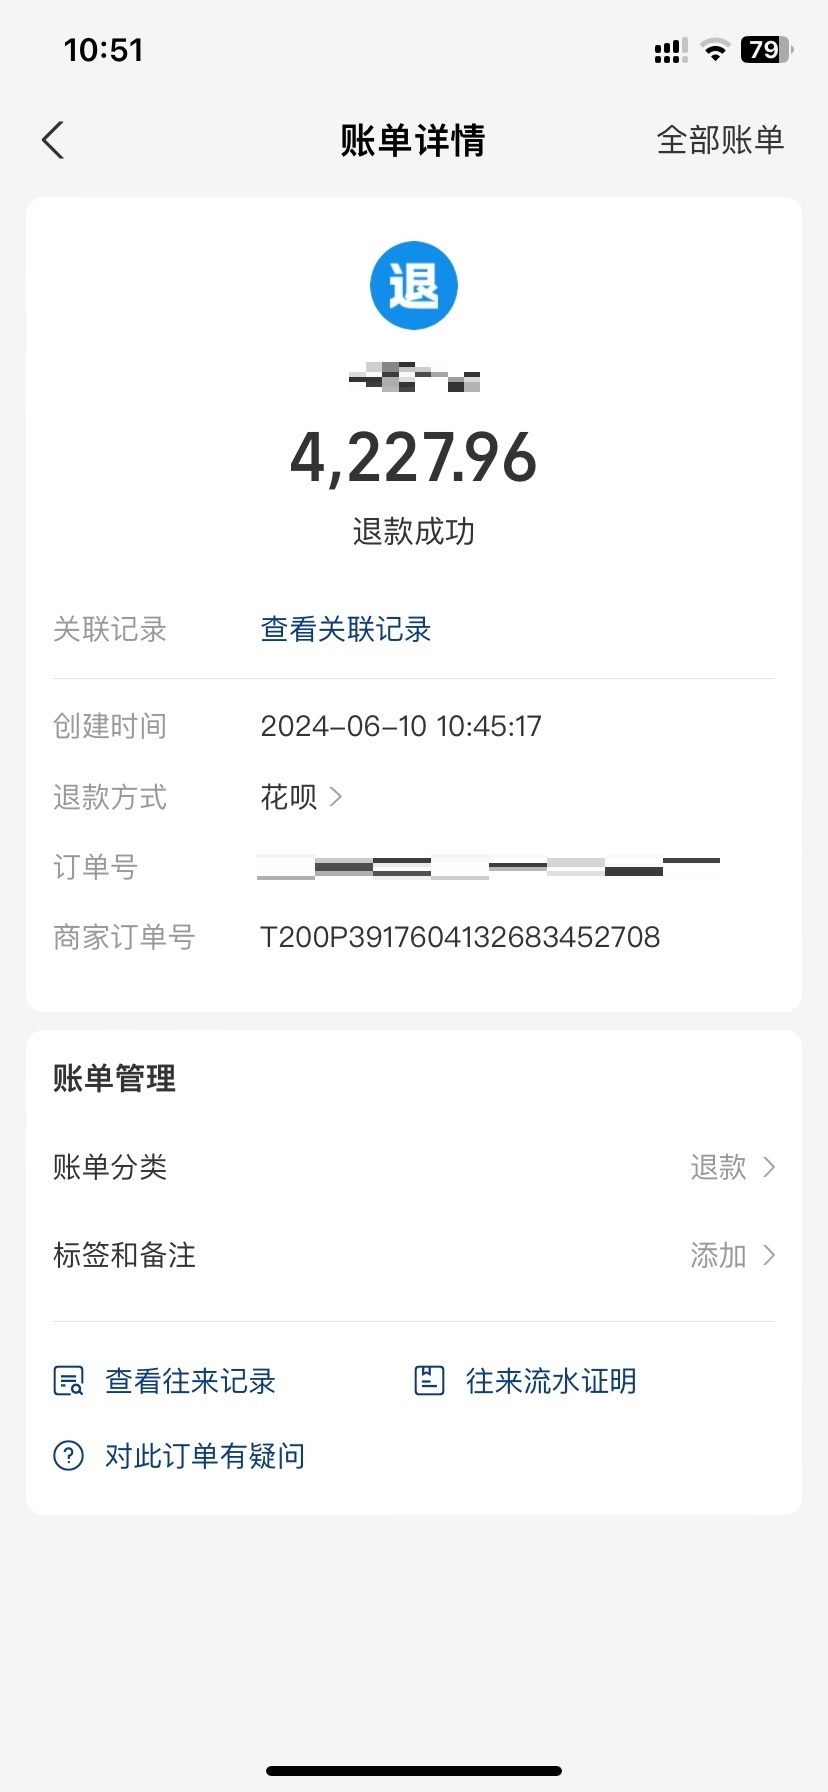 10:51
79
账单详情
全部账单
退
4,227.96
退款成功
关联记录 查看关联记录
创建时间 2024-06-10 10:45:17
退款方式 花呗
订单号
商家订单号 T200P3917604132683452708
账单管理
账单分类 退款
标签和备注 添加
查看往来记录 往来流水证明
对此订单有疑问